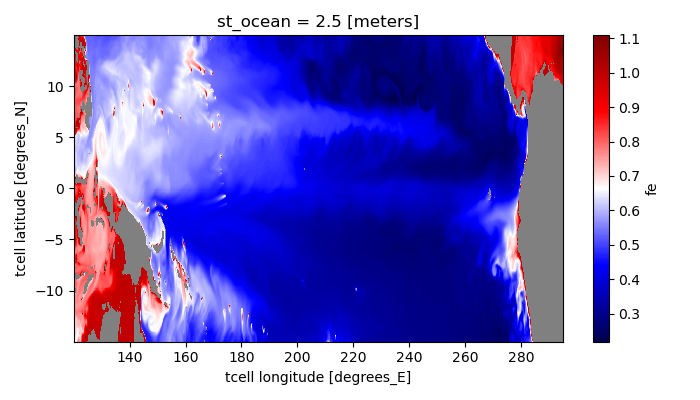 st_ocean = 2.5 [meters]
10
5
0
−5
−10
tcell latitude [degrees_N]
140 160 180 200 220 240 260 280
tcell longitude [degrees_E]
1.1
1.0
0.9
0.8
0.7
0.6
0.5
0.4
0.3
fe